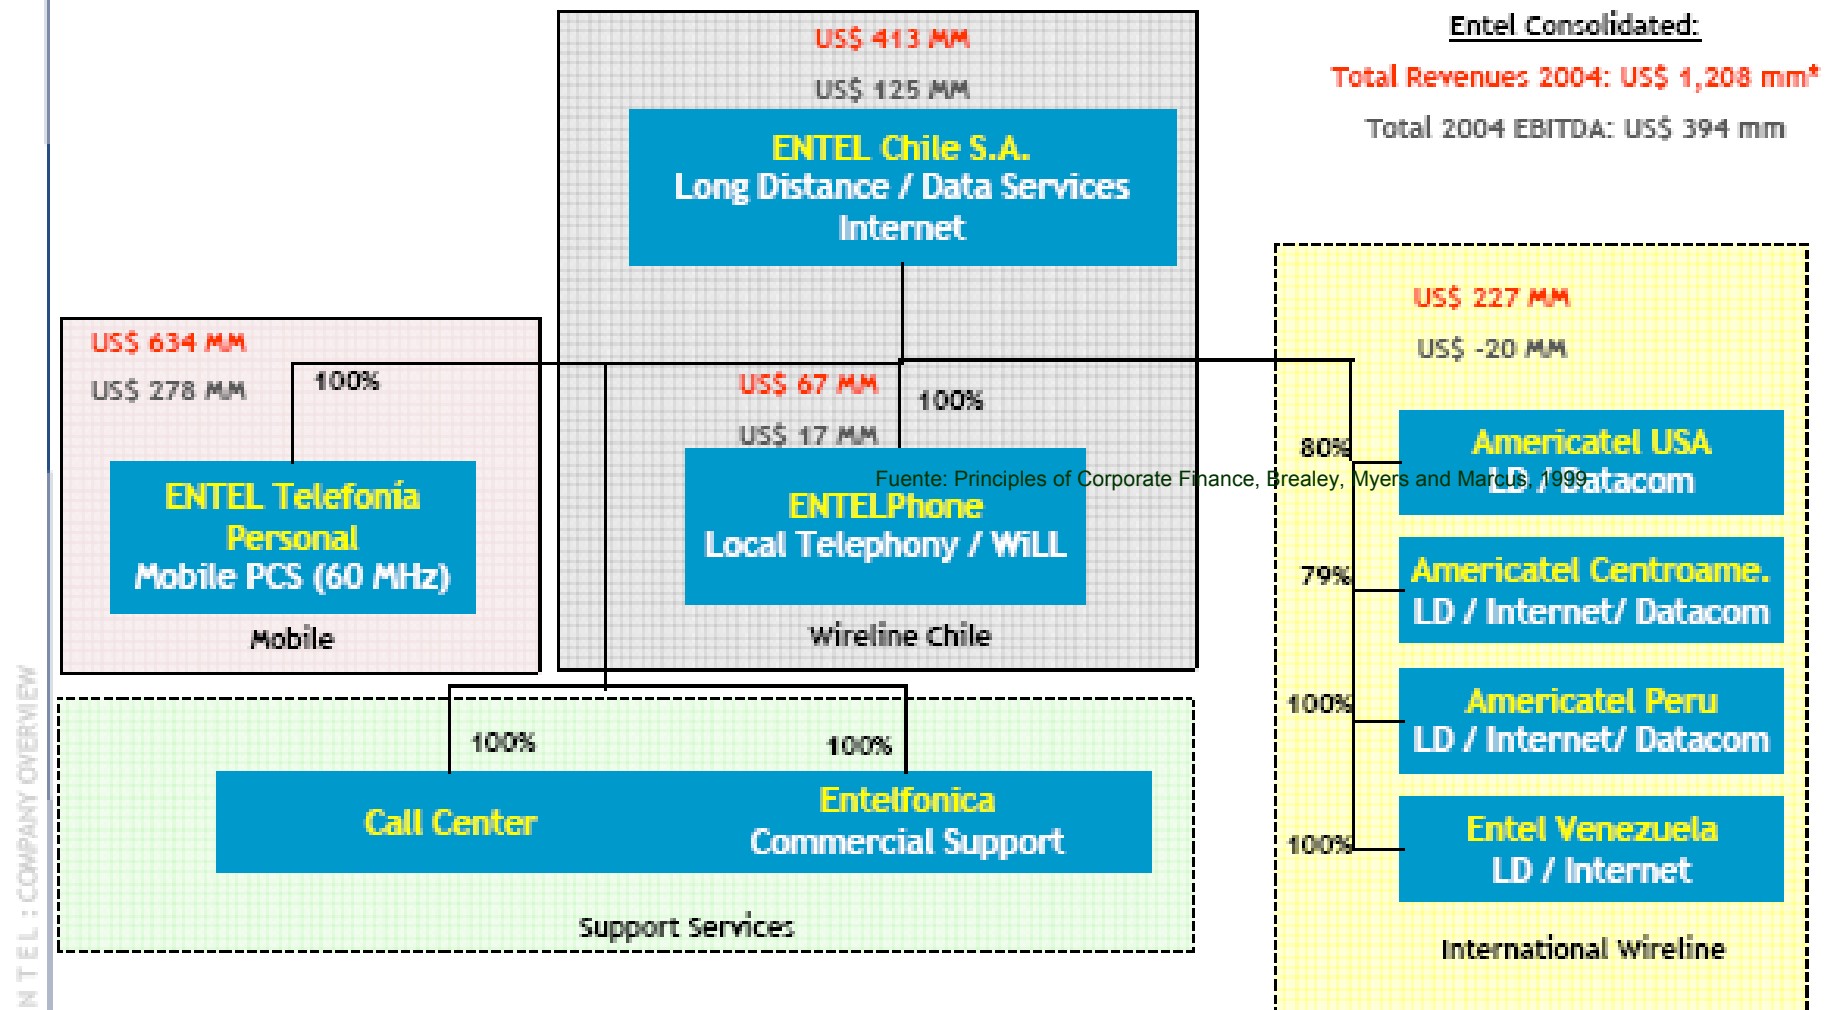 US$ 413 MM
US$ 125 MM
ENTEL Chile S.A.
Long Distance / Data Services
Internet
Entel Consolidated:
Total Revenues 2004: US$ 1,208 mm*
Total 2004 EBITDA: US$ 394 mm
US$ 634 MM
US$ 278 MM
100%
ENTEL Telefonía
Personal
Mobile PCS (60 MHz)
Mobile
US$ 67 MM
US$ 17 MM
100%
ENTELPhone
Local Telephony / WiLL
Wireline Chile
Fuente: Principles of Corporate Finance, Brealey, Myers and Marcus, 1999
US$ 227 MM
US$ -20 MM
80%
Americatel USA
LD / Datacom
79%
Americatel Centroame.
LD / Internet/ Datacom
100%
Americatel Peru
LD / Internet/ Datacom
100%
Entel Venezuela
LD / Internet
International Wireline
100%
100%
Call Center
Entelfonica
Commercial Support
Support Services
N T E L : COMPANY OVERVIEW